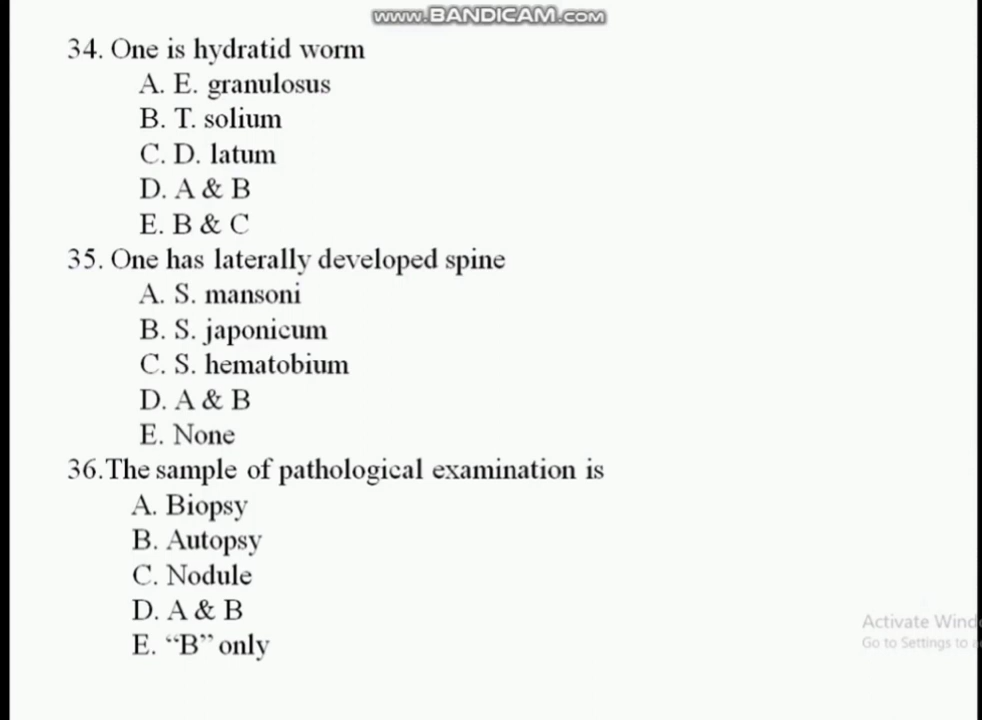 www.BANDICAM.COM
34. One is hydratid worm
A. E. granulosus
B. T. solium
C. D. latum
D. A & B
E. B & C
35. One has laterally developed spine
A. S. mansoni
B. S. japonicum
C. S. hematobium
D. A & B
E. None
36.The sample of pathological examination is
A. Biopsy
B. Autopsy
C. Nodule
D. A & B
E. “B” only
Activate Wind
Go to Settings to a